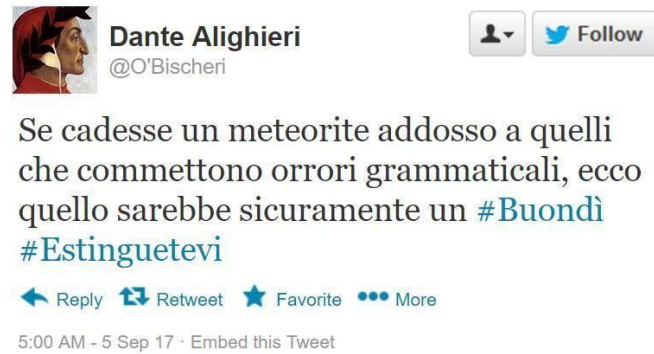 Dante Alighieri
@O'Bischeri
Follow
Se cadesse un meteorite addosso a quelli
che commettono orrori grammaticali, ecco
quello sarebbe sicuramente un #Buondì
#Estinguetevi
Reply Retweet Favorite More
5:00 AM - 5 Sep 17 · Embed this Tweet